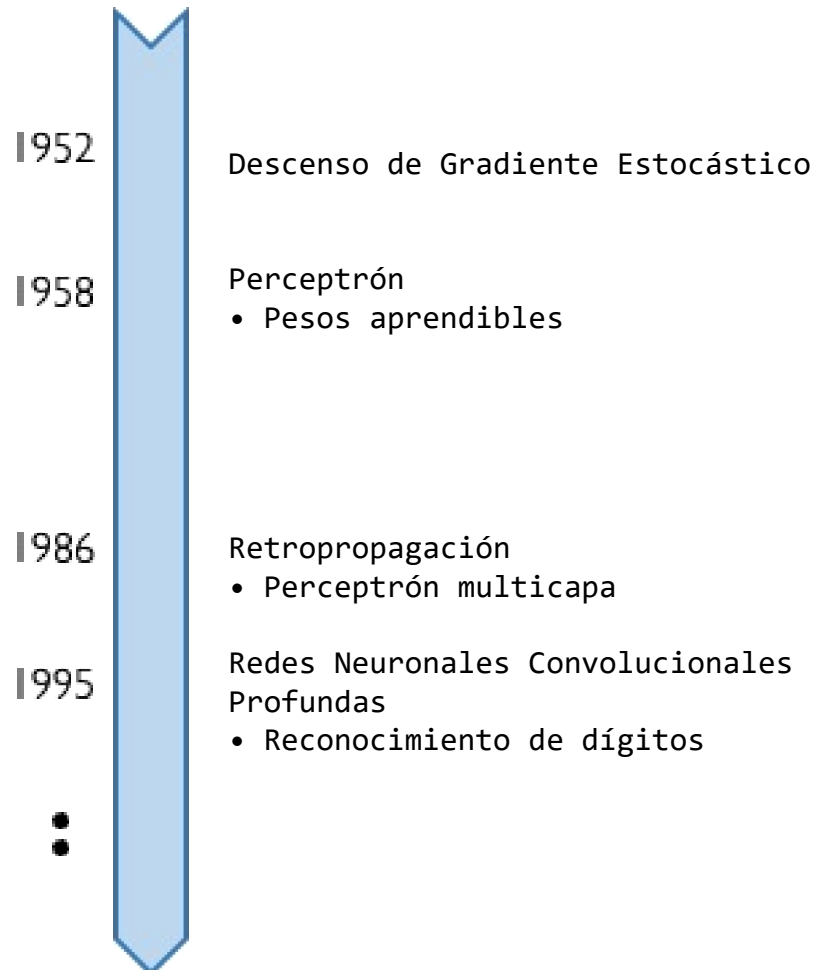 1952
Descenso de Gradiente Estocástico
1958
Perceptrón
• Pesos aprendibles
1986
Retropropagación
• Perceptrón multicapa
1995
Redes Neuronales Convolucionales
Profundas
• Reconocimiento de dígitos